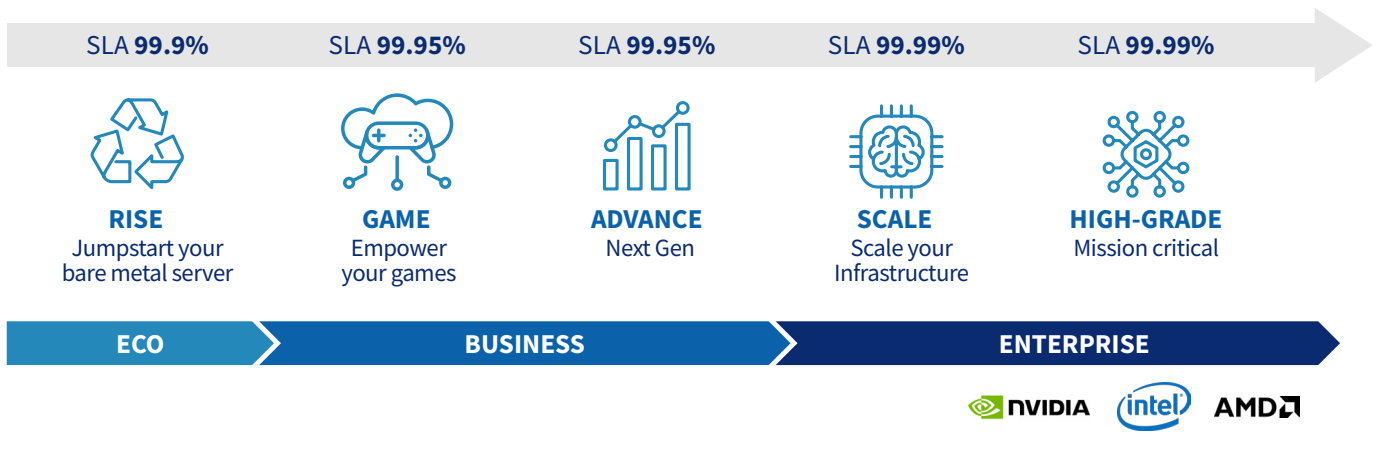 SLA 99.9%
SLA 99.95%
SLA 99.95%
SLA 99.99%
SLA 99.99%
RISE
Jumpstart your
bare metal server
GAME
Empower
your games
ADVANCE
Next Gen
SCALE
Scale your
Infrastructure
HIGH-GRADE
Mission critical
ECO
BUSINESS
ENTERPRISE
NVIDIA
intel
AMD